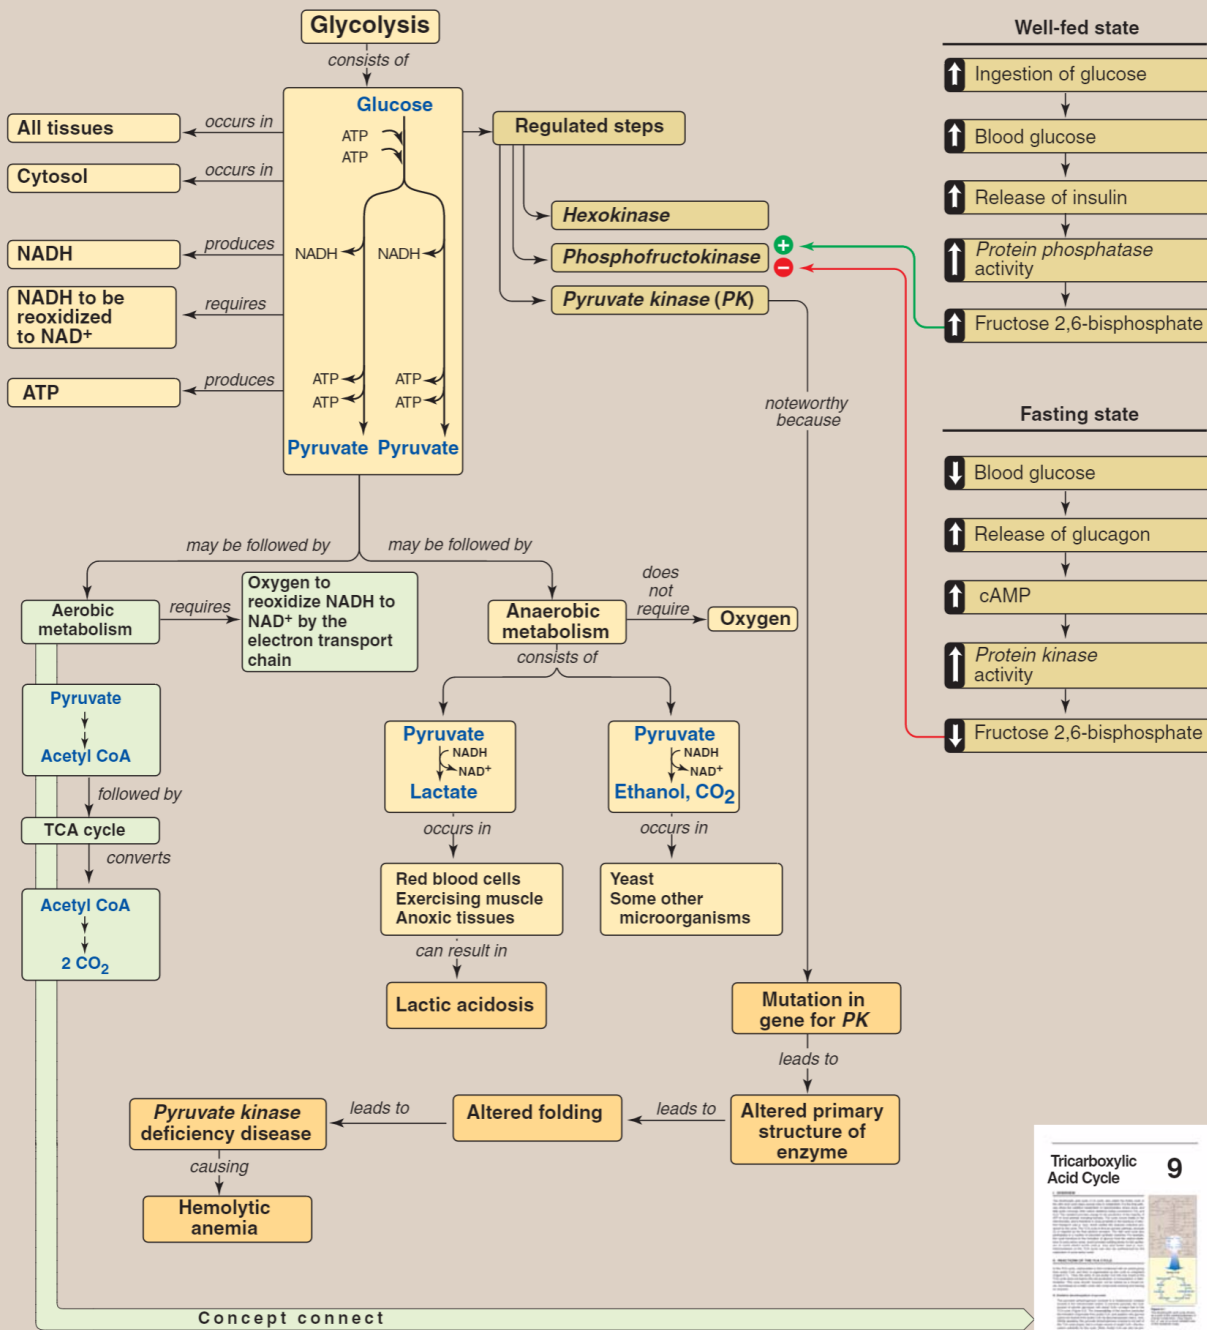 Glycolysis
consists of
Glucose
ATP
ATP
NADH
NADH
ATP
ATP
ATP
ATP
Pyruvate
Pyruvate
occurs in
All tissues
occurs in
Cytosol
produces
NADH
requires
NADH to be
reoxidized
to NAD+
produces
ATP
Regulated steps
Hexokinase
Phosphofructokinase
+
−
Pyruvate kinase (PK)
noteworthy
because
Well-fed state
Ingestion of glucose
Blood glucose
Release of insulin
Protein phosphatase
activity
Fructose 2,6-bisphosphate
Fasting state
Blood glucose
Release of glucagon
cAMP
Protein kinase
activity
Fructose 2,6-bisphosphate
may be followed by
may be followed by
Aerobic
metabolism
requires
Oxygen to
reoxidize NADH to
NAD+ by the
electron transport
chain
Anaerobic
metabolism
does
not
require
Oxygen
consists of
Pyruvate
Acetyl CoA
followed by
TCA cycle
converts
Acetyl CoA
2 CO2
Pyruvate
NADH
NAD+
Lactate
occurs in
Red blood cells
Exercising muscle
Anoxic tissues
can result in
Lactic acidosis
Pyruvate
NADH
NAD+
Ethanol, CO2
occurs in
Yeast
Some other
microorganisms
Mutation in
gene for PK
leads to
Altered primary
structure of
enzyme
leads to
Altered folding
leads to
Pyruvate kinase
deficiency disease
causing
Hemolytic
anemia
Concept connect
Tricarboxylic
Acid Cycle
9